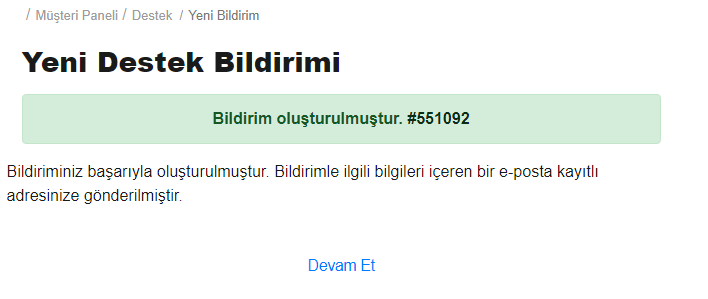 / Müşteri Paneli / Destek / Yeni Bildirim
Yeni Destek Bildirimi
Bildirim oluşturulmuştur. #551092
Bildiriminiz başarıyla oluşturulmuştur. Bildirimle ilgili bilgileri içeren bir e-posta kayıtlı
adresinize gönderilmiştir.
Devam Et